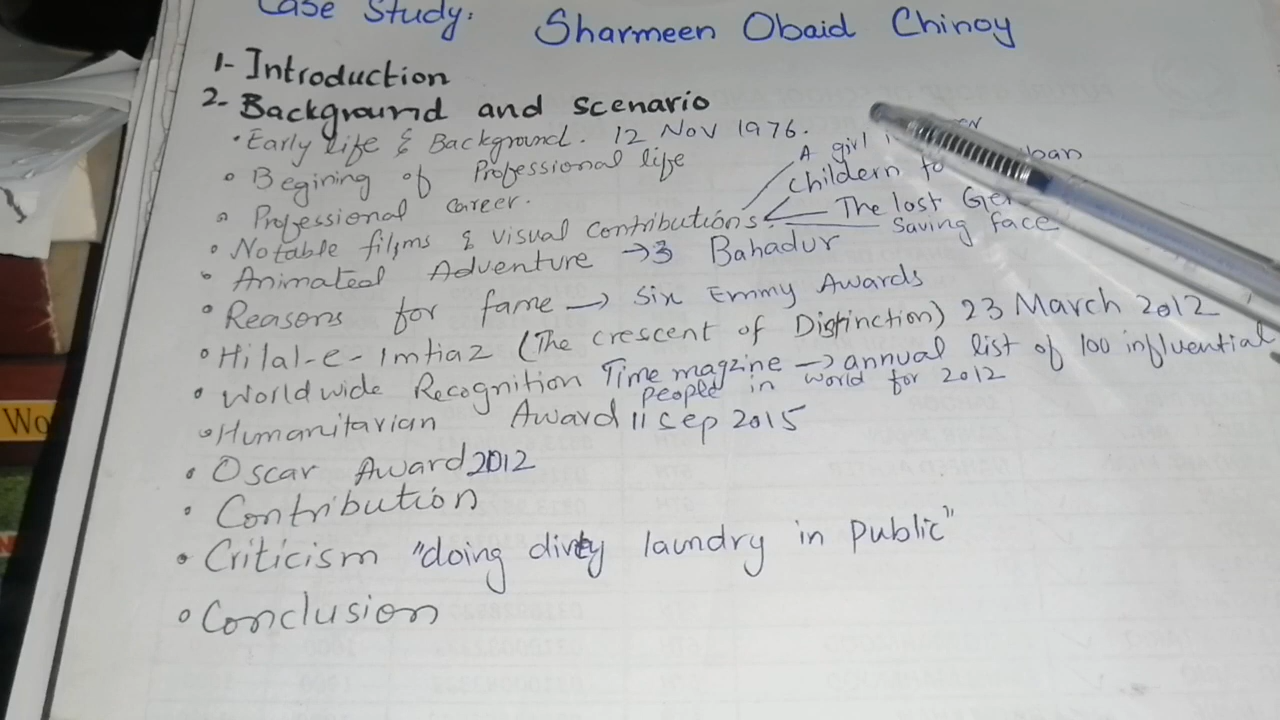 Case Study: Sharmeen Obaid Chinoy
1- Introduction
2- Background and scenario
• Early life & Background. 12 Nov 1976.
• Begining of Professional life
• Professional career.
• Notable films & visual contributions.
A girl
childern
The lost
Saving face
• Animated Adventure → 3 Bahadur
• Reasons for fame → Six Emmy Awards
• Hilal-e-Imtiaz (The crescent of Distinction) 23 March 2012
• Worldwide Recognition Time magzine → annual list of 100 influential
people in world for 2012
• Humanitarian Award 11 Sep 2015
• Oscar Award 2012
• Contribution
• Criticism "doing dirty laundry in public"
• Conclusion
Wo